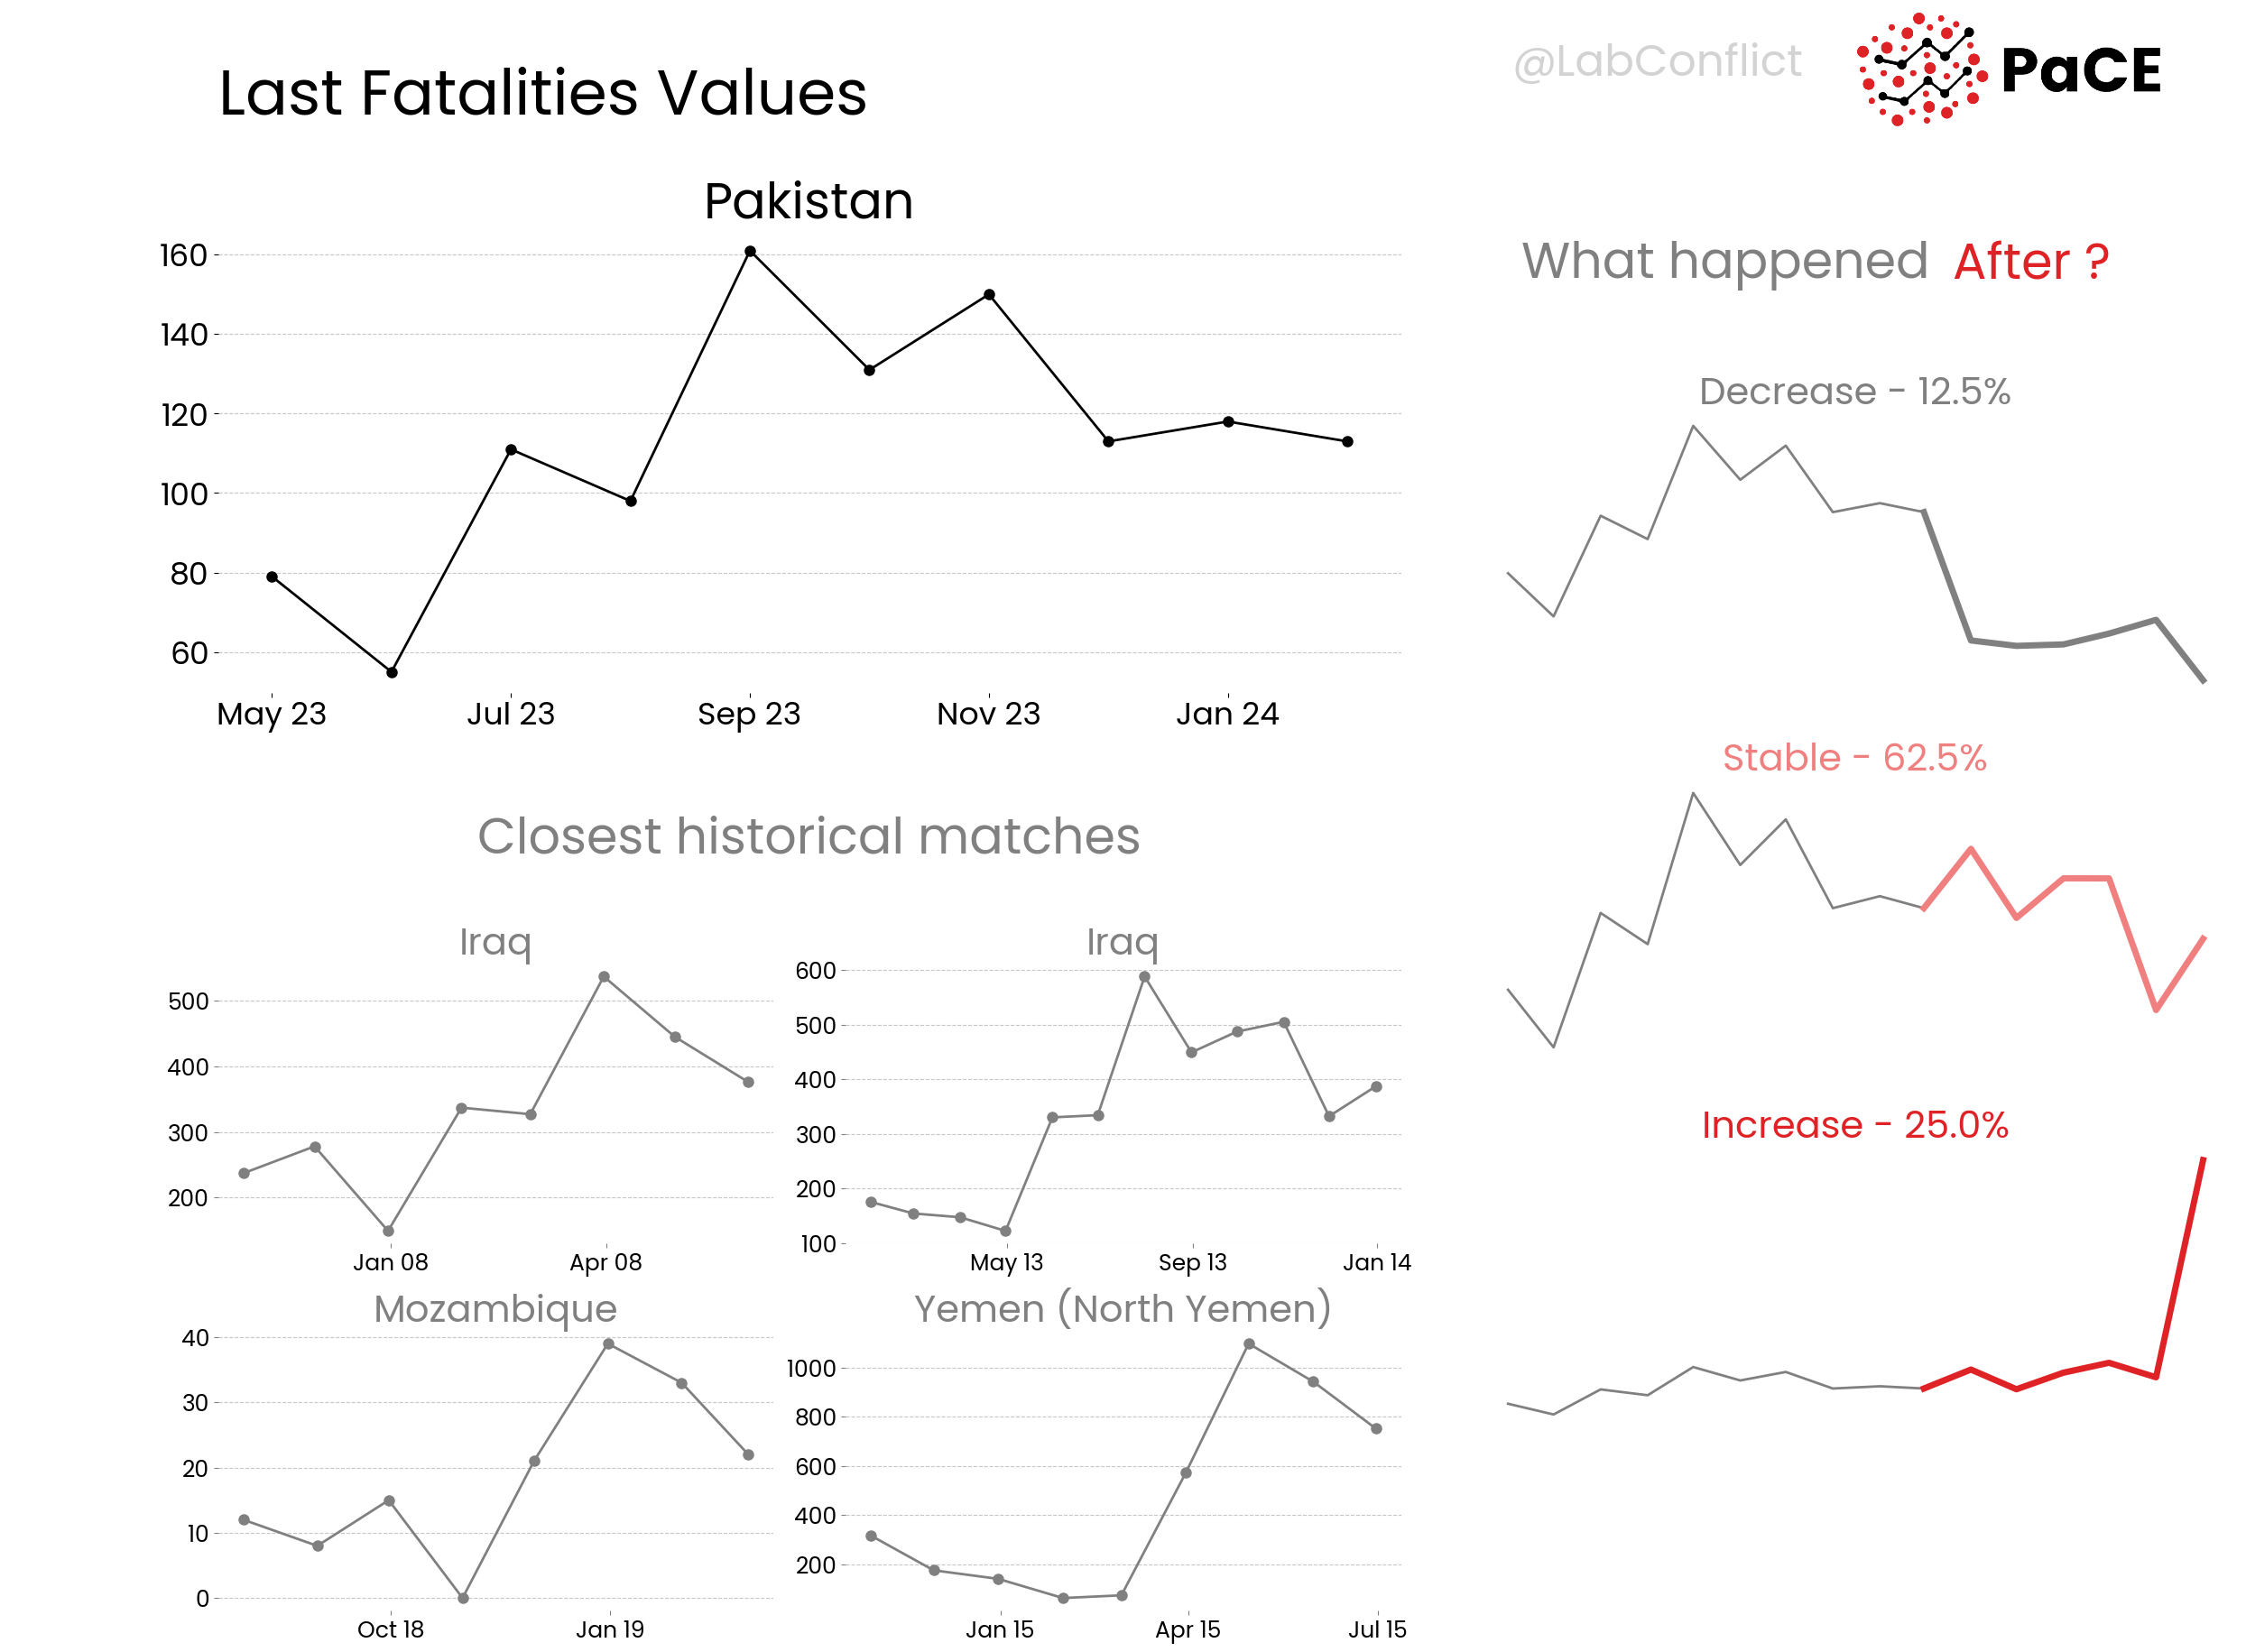 @LabConflict
PaCE
Last Fatalities Values
Pakistan
160
140
120
100
80
60
May 23 Jul 23 Sep 23 Nov 23 Jan 24
What happened After ?
Decrease - 12.5%
Stable - 62.5%
Increase - 25.0%
Closest historical matches
Iraq
500
400
300
200
Jan 08 Apr 08
Iraq
600
500
400
300
200
100
May 13 Sep 13 Jan 14
Mozambique
40
30
20
10
0
Oct 18 Jan 19
Yemen (North Yemen)
1000
800
600
400
200
Jan 15 Apr 15 Jul 15